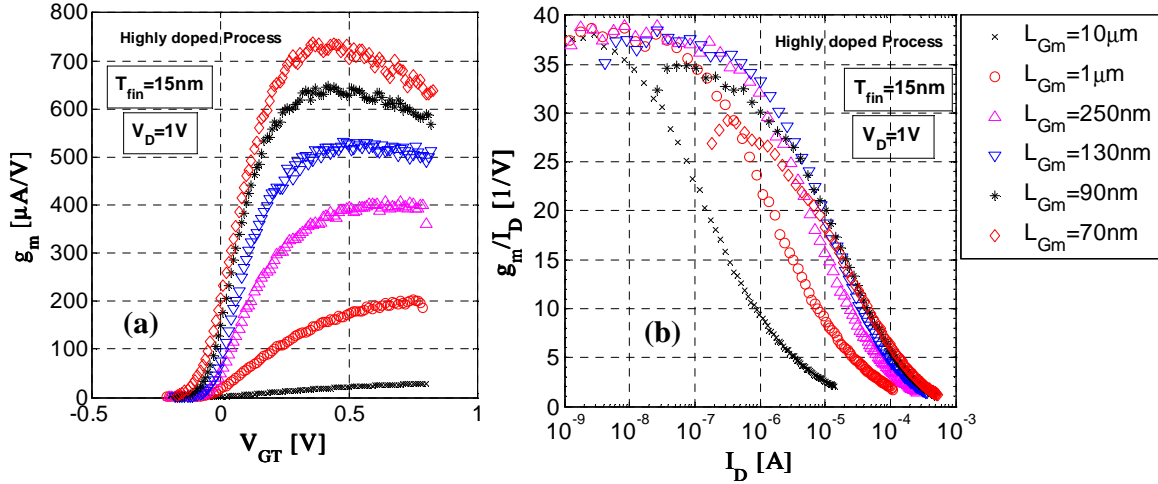 Highly doped Process
T_fin=15nm
V_D=1V
(a)
g_m [µA/V]
800
700
600
500
400
300
200
100
0
-0.5
0
0.5
1
V_GT [V]
Highly doped Process
T_fin=15nm
V_D=1V
(b)
g_m/I_D [1/V]
40
35
30
25
20
15
10
5
0
10^-9
10^-8
10^-7
10^-6
10^-5
10^-4
10^-3
I_D [A]
L_Gm=10µm
L_Gm=1µm
L_Gm=250nm
L_Gm=130nm
L_Gm=90nm
L_Gm=70nm